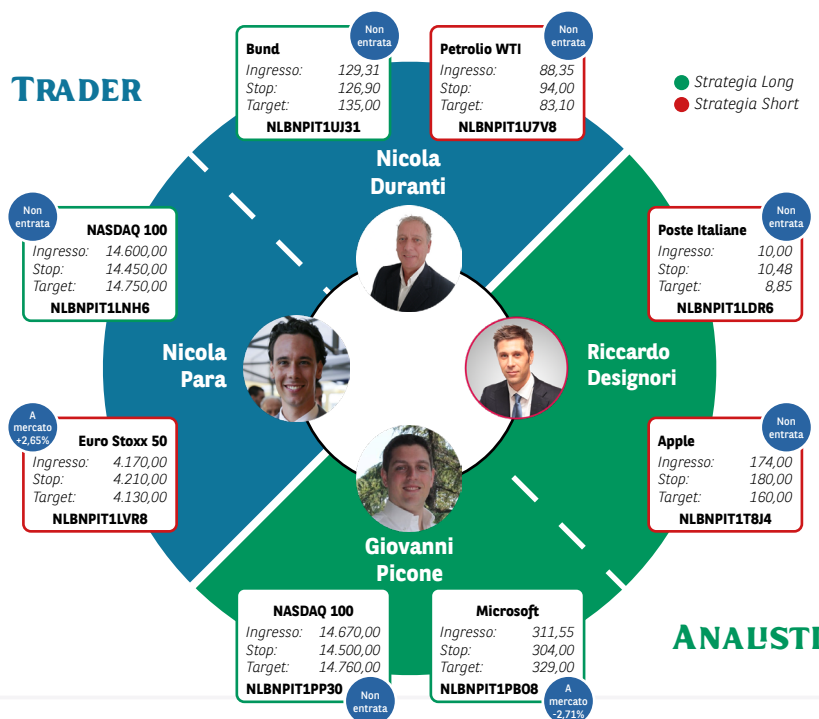 TRADER
Non
entrata
Bund
Ingresso: 129,31
Stop: 126,90
Target: 135,00
NLBNPIT1UJ31
Non
entrata
Petrolio WTI
Ingresso: 88,35
Stop: 94,00
Target: 83,10
NLBNPIT1U7V8
Strategia Long
Strategia Short
Nicola
Duranti
Non
entrata
NASDAQ 100
Ingresso: 14.600,00
Stop: 14.450,00
Target: 14.750,00
NLBNPIT1LNH6
Non
entrata
Poste Italiane
Ingresso: 10,00
Stop: 10,48
Target: 8,85
NLBNPIT1LDR6
Nicola
Para
Riccardo
Designori
A
mercato
+2,65%
Euro Stoxx 50
Ingresso: 4.170,00
Stop: 4.210,00
Target: 4.130,00
NLBNPIT1LVR8
Non
entrata
Apple
Ingresso: 174,00
Stop: 180,00
Target: 160,00
NLBNPIT1T8J4
Giovanni
Picone
NASDAQ 100
Ingresso: 14.670,00
Stop: 14.500,00
Target: 14.760,00
NLBNPIT1PP30
Non
entrata
Microsoft
Ingresso: 311,55
Stop: 304,00
Target: 329,00
NLBNPIT1PBO8
A
mercato
-2,71%
ANALISTI